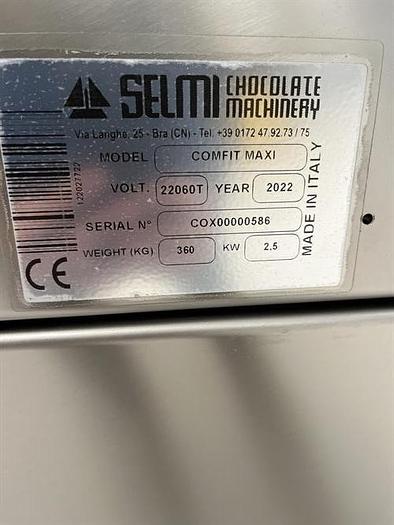 SELMI CHOCOLATE MACHINERY
Via Langhe, 25 - Bra (CN) - Tel. +39 0172 47.92.73 / 75
MODEL COMFIT MAXI
VOLT. 22060T YEAR 2022
SERIAL N° COX00000586
WEIGHT (KG) 360 KW 2.5
MADE IN ITALY
CE